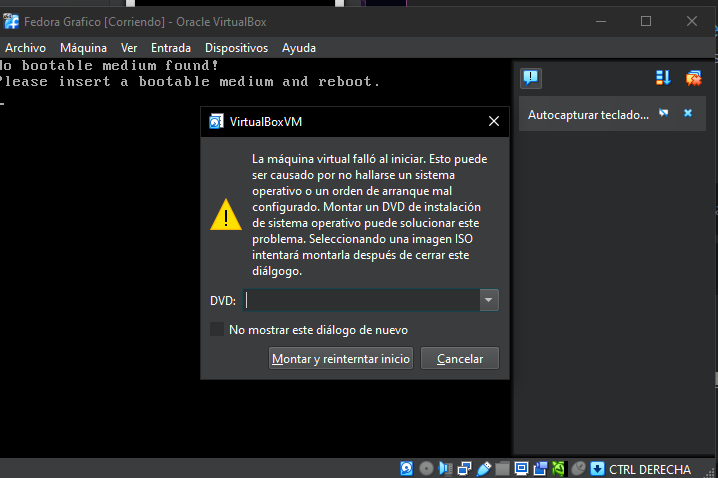 Fedora Grafico [Corriendo] - Oracle VirtualBox
Archivo Máquina Ver Entrada Dispositivos Ayuda
No bootable medium found!
Please insert a bootable medium and reboot.
Autocapturar teclado...
VirtualBoxVM
La máquina virtual falló al iniciar. Esto puede
ser causado por no hallarse un sistema
operativo o un orden de arranque mal
configurado. Montar un DVD de instalación
de sistema operativo puede solucionar este
problema. Seleccionando una imagen ISO
intentará montarla después de cerrar este
diálgogo.
DVD:
No mostrar este diálogo de nuevo
Montar y reinterntar inicio Cancelar
CTRL DERECHA